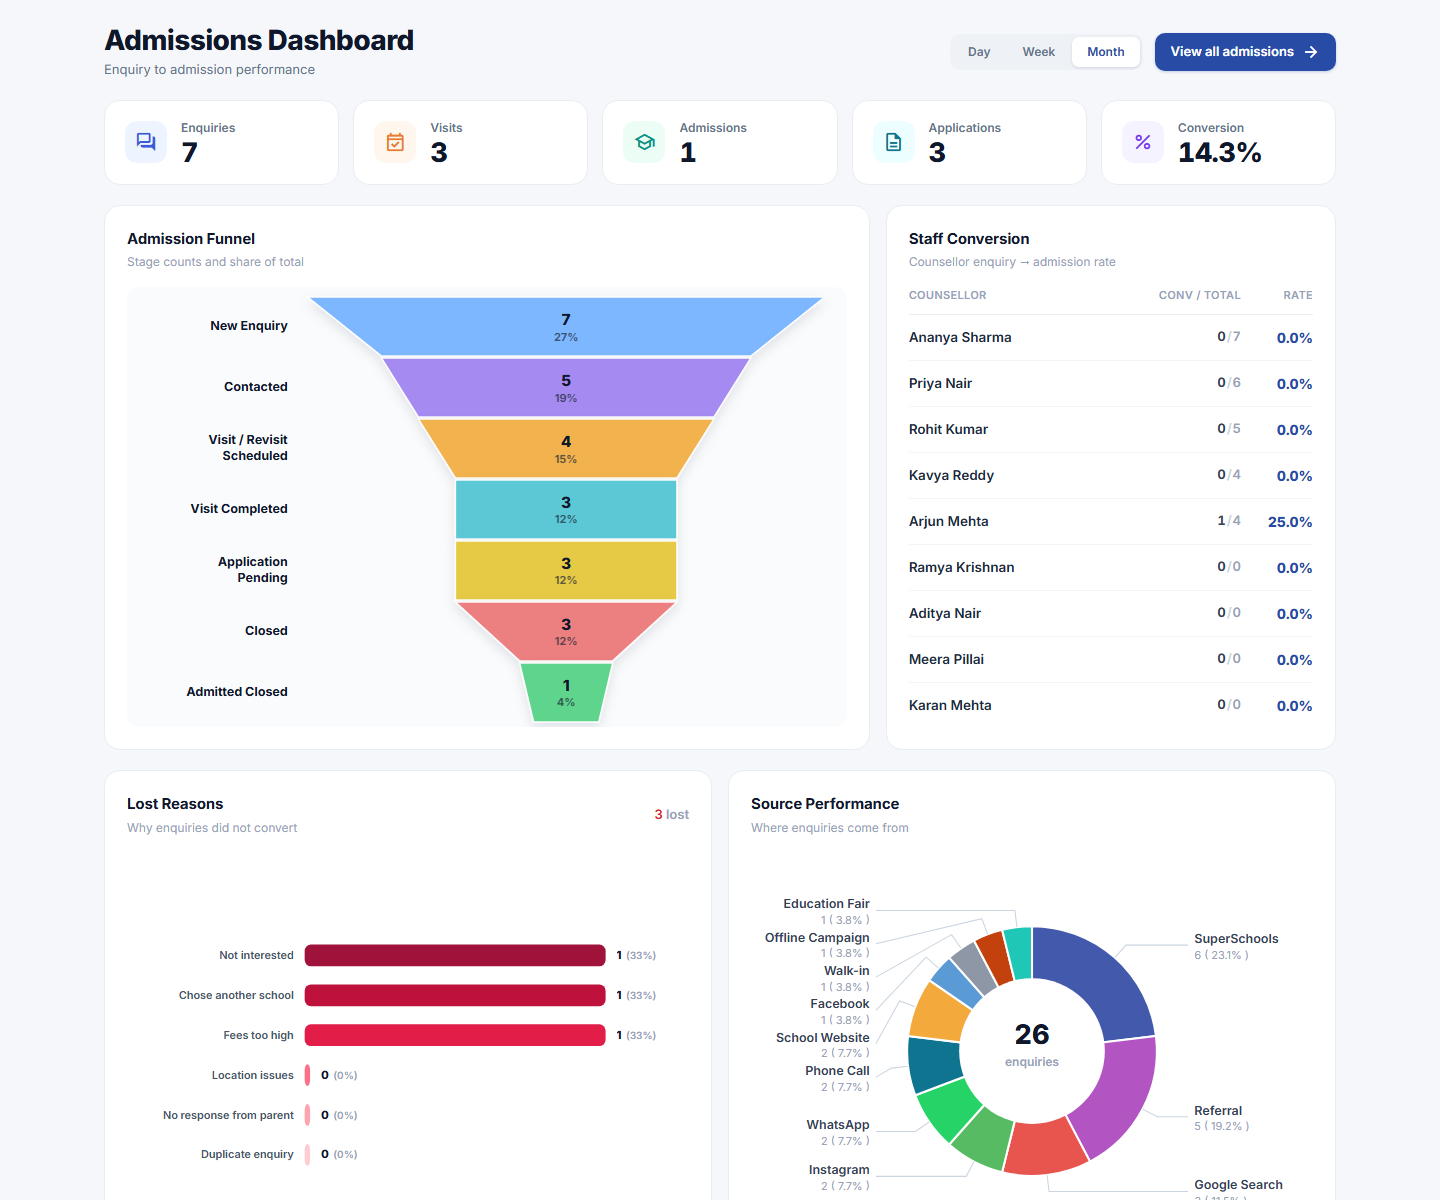 Admissions Dashboard
Enquiry to admission performance
Day
Week
Month
View all admissions
Enquiries
7
Visits
3
Admissions
1
Applications
3
Conversion
14.3%
Admission Funnel
Stage counts and share of total
New Enquiry
7
27%
Contacted
5
19%
Visit / Revisit
Scheduled
4
15%
Visit Completed
3
12%
Application
Pending
3
12%
Closed
3
12%
Admitted Closed
1
4%
Staff Conversion
Counsellor enquiry → admission rate
COUNSELLOR CONV / TOTAL RATE
Ananya Sharma 0/7 0.0%
Priya Nair 0/6 0.0%
Rohit Kumar 0/5 0.0%
Kavya Reddy 0/4 0.0%
Arjun Mehta 1/4 25.0%
Ramya Krishnan 0/0 0.0%
Aditya Nair 0/0 0.0%
Meera Pillai 0/0 0.0%
Karan Mehta 0/0 0.0%
Lost Reasons
Why enquiries did not convert
3 lost
Not interested 1 (33%)
Chose another school 1 (33%)
Fees too high 1 (33%)
Location issues 0 (0%)
No response from parent 0 (0%)
Duplicate enquiry 0 (0%)
Source Performance
Where enquiries come from
Education Fair
1 ( 3.8% )
Offline Campaign
1 ( 3.8% )
Walk-in
1 ( 3.8% )
Facebook
1 ( 3.8% )
School Website
2 ( 7.7% )
Phone Call
2 ( 7.7% )
WhatsApp
2 ( 7.7% )
Instagram
2 ( 7.7% )
26
enquiries
SuperSchools
6 ( 23.1% )
Referral
5 ( 19.2% )
Google Search